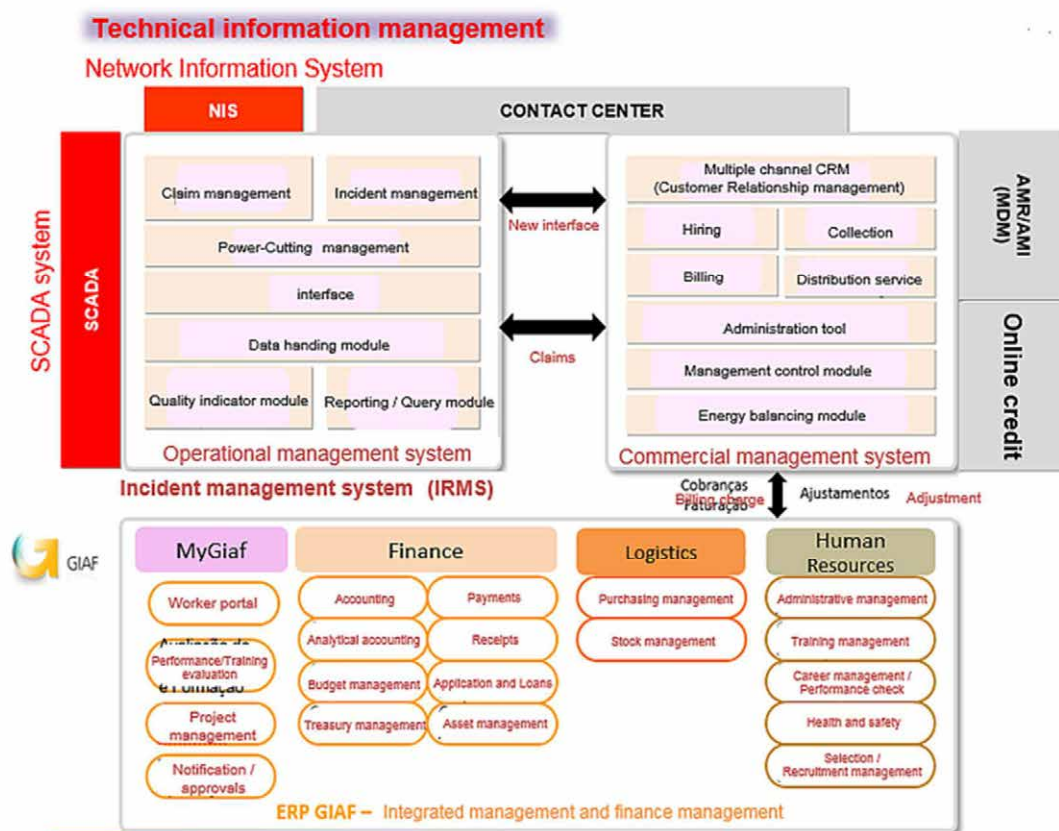 Technical information management
Network Information System
NIS
CONTACT CENTER
SCADA system
SCADA
Claim management
Incident management
Power-Cutting management
interface
Data handing module
Quality indicator module
Reporting / Query module
Operational management system
Incident management system (IRMS)
New interface
Claims
Multiple channel CRM
(Customer Relationship management)
Hiring
Collection
Billing
Distribution service
Administration tool
Management control module
Energy balancing module
Commercial management system
AMR/AMI
(MDM)
Online credit
Cobranças
Billing charge
Faturação
Ajustamentos
Adjustment
GIAF
MyGiaf
Worker portal
Performance/Training
evaluation
e Formação
Project
management
Notification /
approvals
Finance
Accounting
Payments
Analytical accounting
Receipts
Budget management
Application and Loans
Treasury management
Asset management
Logistics
Purchasing management
Stock management
Human
Resources
Administrative management
Training management
Career management /
Performance check
Health and safety
Selection /
Recruitment management
ERP GIAF – Integrated management and finance management